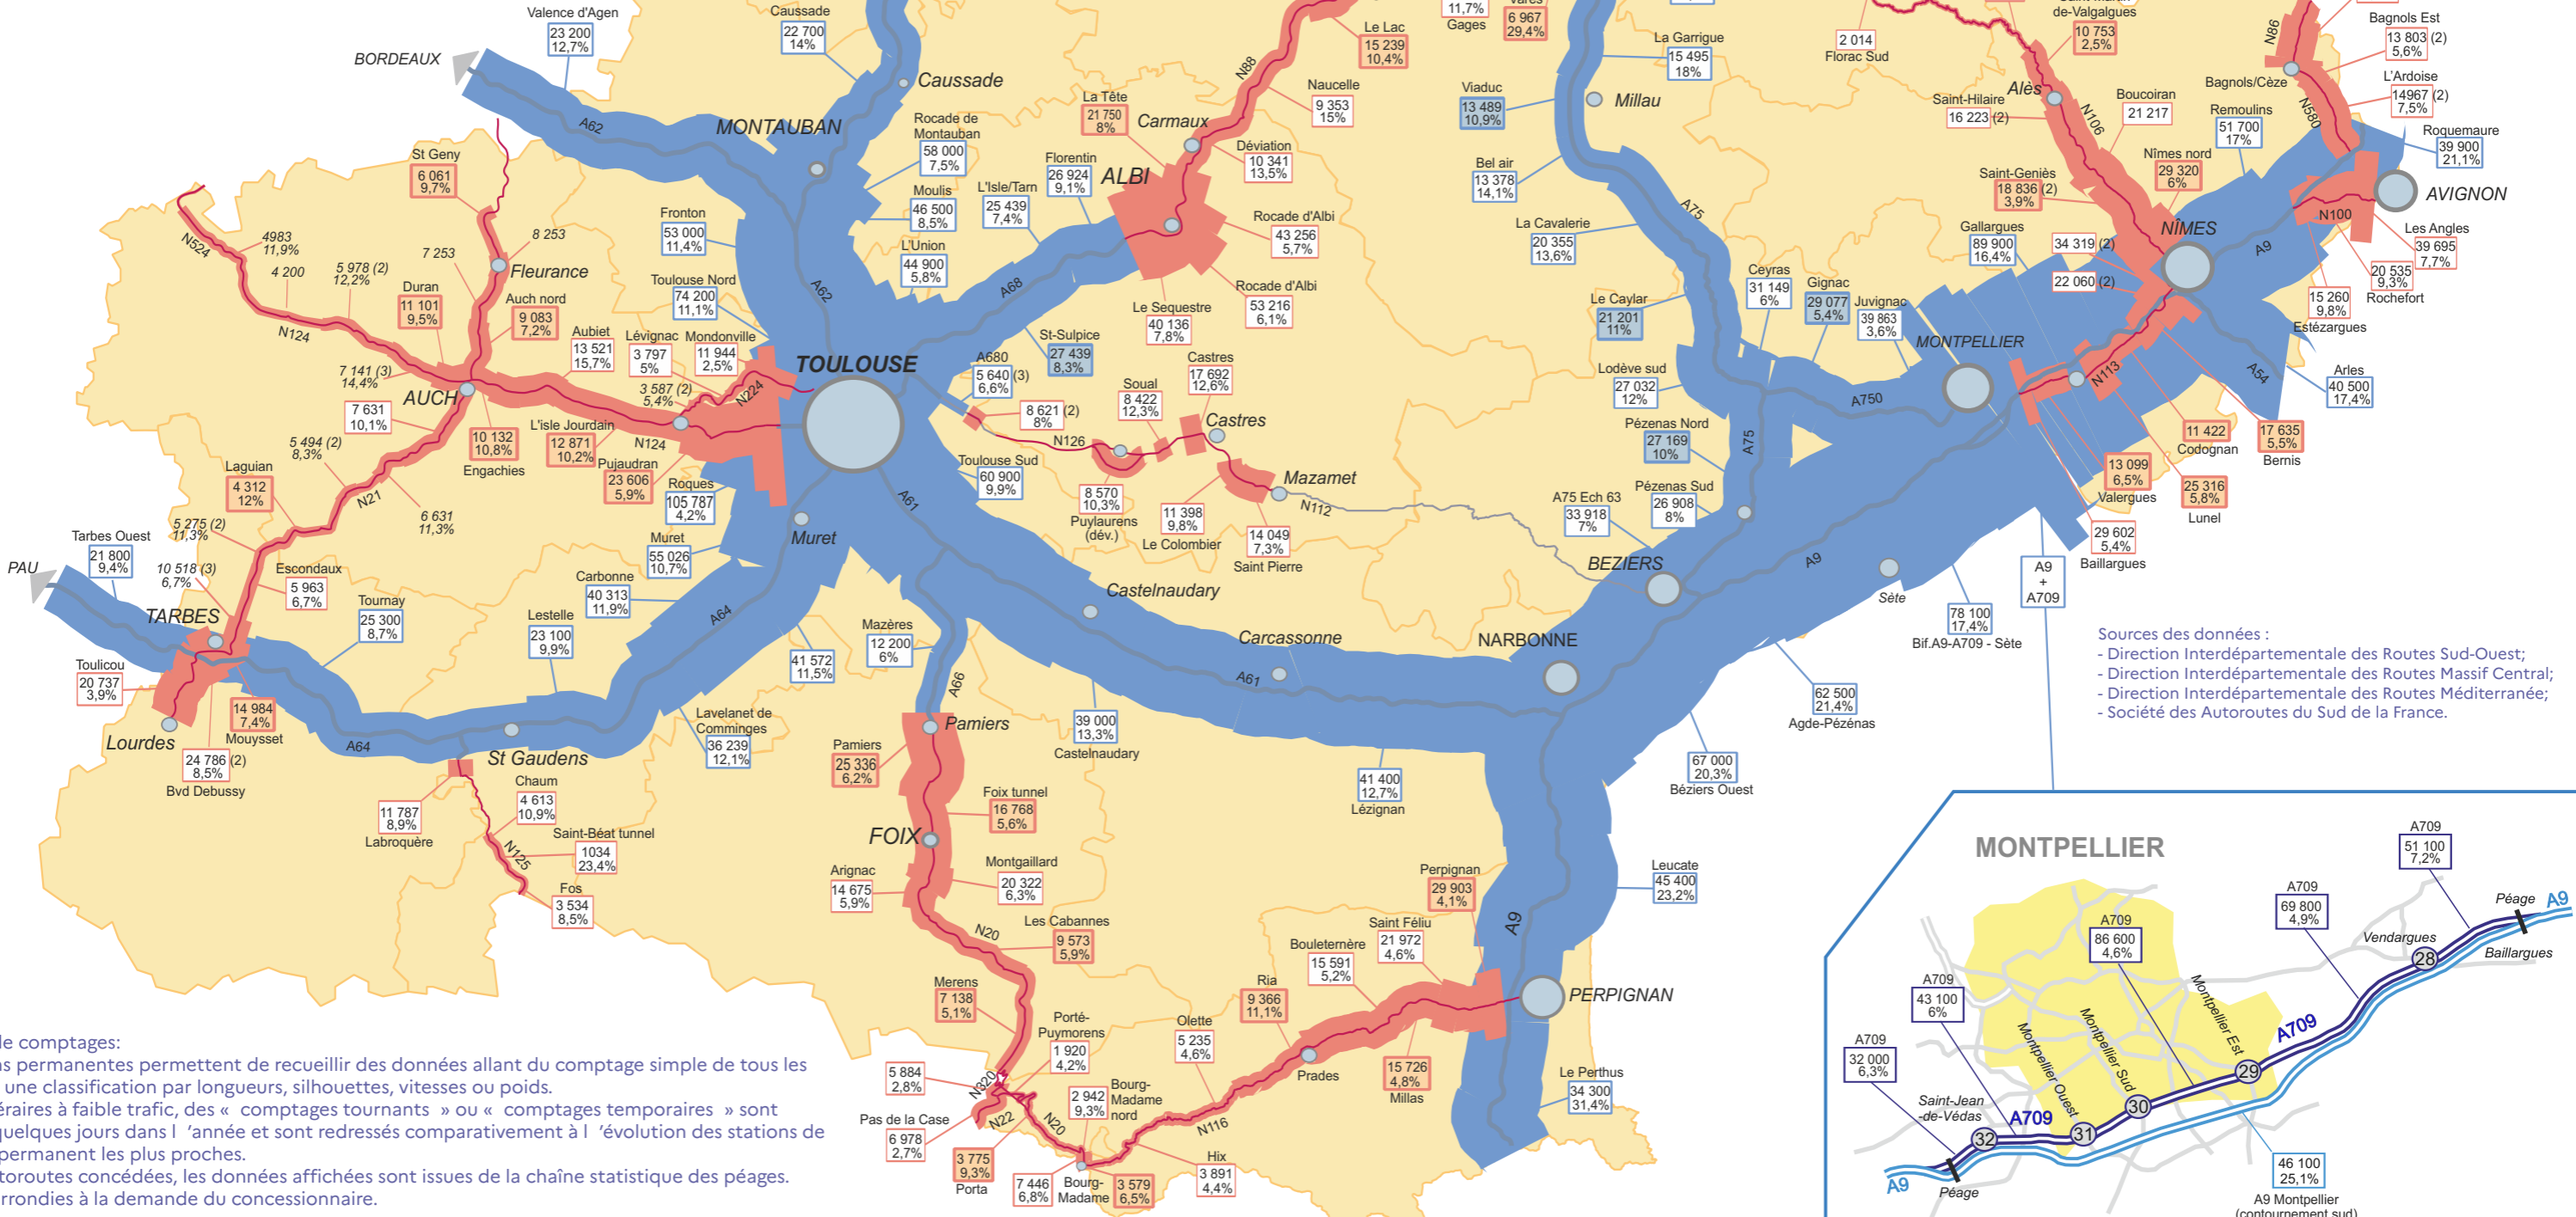 Valence d'Agen
23 200
12,7%
BORDEAUX
Caussade
22 700
14%
Caussade
A62
MONTAUBAN
Rocade de
Montauban
58 000
7,5%
Moulis
46 500
8,5%
L'Union
44 900
5,8%
L'Isle/Tarn
25 439
7,4%
Florentin
26 924
9,1%
ALBI
La Tête
21 750
8%
Carmaux
N88
Le Lac
15 239
10,4%
Naucelle
9 353
15%
Déviation
10 341
13,5%
Rocade d'Albi
43 256
5,7%
Rocade d'Albi
53 216
6,1%
Le Sequestre
40 136
7,8%
11,7%
Gages
6 967
29,4%
Viaduc
13 489
10,9%
La Garrigue
15 495
18%
Millau
Bel air
13 378
14,1%
La Cavalerie
20 355
13,6%
A75
Le Caylar
21 201
11%
Ceyras
31 149
6%
Gignac
29 077
5,4%
Juvignac
39 863
3,6%
Lodève sud
27 032
12%
Pézenas Nord
27 169
10%
Pézenas Sud
26 908
8%
A75 Ech 63
33 918
7%
A75
A750
MONTPELLIER
2 014
Florac Sud
de-Valgalgues
10 753
2,5%
Alès
Saint-Hilaire
16 223 (2)
N106
Boucoiran
21 217
Nîmes nord
29 320
6%
Saint-Geniès
18 836 (2)
3,9%
Gallargues
89 900
16,4%
34 319 (2)
22 060 (2)
NÎMES
N86
Bagnols Est
13 803 (2)
5,6%
Bagnols/Cèze
L'Ardoise
14967 (2)
7,5%
N580
Remoulins
51 700
17%
Roquemaure
39 900
21,1%
AVIGNON
N100
A9
Les Angles
39 695
7,7%
20 535
9,3%
Rochefort
15 260
9,8%
Estézargues
A54
Arles
40 500
17,4%
N113
11 422
Codognan
17 635
5,5%
Bernis
13 099
6,5%
Valergues
25 316
5,8%
Lunel
29 602
5,4%
Baillargues
A9
+
A709
Sète
78 100
17,4%
Bif.A9-A709 - Sète
62 500
21,4%
Agde-Pézénas
67 000
20,3%
Béziers Ouest
BEZIERS
A9
NARBONNE
St Geny
6 061
9,7%
N524
4983
11,9%
4 200
5 978 (2)
12,2%
7 253
8 253
Fleurance
Duran
11 101
9,5%
Auch nord
9 083
7,2%
N124
7 141 (3)
14,4%
AUCH
Aubiet
13 521
15,7%
Lévignac
3 797
5%
Mondonville
11 944
2,5%
3 587 (2)
5,4%
N224
Fronton
53 000
11,4%
Toulouse Nord
74 200
11,1%
A62
A68
TOULOUSE
A680
5 640 (3)
6,6%
St-Sulpice
27 439
8,3%
8 621 (2)
8%
N126
Soual
8 422
12,3%
Castres
17 692
12,6%
Castres
8 570
10,3%
Puylaurens
(dév.)
11 398
9,8%
Le Colombier
14 049
7,3%
Saint Pierre
Mazamet
N112
Toulouse Sud
60 900
9,9%
A61
7 631
10,1%
10 132
10,8%
Engachies
L'isle Jourdain
12 871
10,2%
N124
Pujaudran
23 606
5,9%
Roques
105 787
4,2%
Muret
Muret
55 026
10,7%
5 494 (2)
8,3%
Laguian
4 312
12%
N21
6 631
11,3%
5 275 (2)
11,3%
Tarbes Ouest
21 800
9,4%
PAU
10 518 (3)
6,7%
Escondaux
5 963
6,7%
TARBES
Toulicou
20 737
3,9%
Lourdes
14 984
7,4%
Mouysset
24 786 (2)
8,5%
Bvd Debussy
Tournay
25 300
8,7%
A64
Lestelle
23 100
9,9%
Carbonne
40 313
11,9%
A64
41 572
11,5%
Lavelanet de
Comminges
36 239
12,1%
St Gaudens
11 787
8,9%
Labroquère
Chaum
4 613
10,9%
Saint-Béat tunnel
1034
23,4%
N125
Fos
3 534
8,5%
Mazères
12 200
6%
A66
Castelnaudary
39 000
13,3%
Castelnaudary
Carcassonne
A61
41 400
12,7%
Lézignan
Pamiers
Pamiers
25 336
6,2%
Foix tunnel
16 768
5,6%
FOIX
Arignac
14 675
5,9%
Montgaillard
20 322
6,3%
Les Cabannes
9 573
5,9%
N20
Merens
7 138
5,1%
Porté-
Puymorens
1 920
4,2%
5 884
2,8%
N320
Pas de la Case
6 978
2,7%
N22
3 775
9,3%
Porta
N20
2 942
9,3%
Bourg-
Madame
nord
7 446
6,8%
Bourg-
Madame
3 579
6,5%
Hix
3 891
4,4%
N116
Olette
5 235
4,6%
Ria
9 366
11,1%
Prades
Bouleternère
15 591
5,2%
Saint Féliu
21 972
4,6%
15 726
4,8%
Millas
Perpignan
29 903
4,1%
A9
PERPIGNAN
Leucate
45 400
23,2%
Le Perthus
34 300
31,4%
Sources des données :
- Direction Interdépartementale des Routes Sud-Ouest;
- Direction Interdépartementale des Routes Massif Central;
- Direction Interdépartementale des Routes Méditerranée;
- Société des Autoroutes du Sud de la France.
MONTPELLIER
A709
51 100
7,2%
A709
69 800
4,9%
A709
86 600
4,6%
A709
43 100
6%
A709
32 000
6,3%
Péage
A9
Baillargues
Vendargues
28
A709
Montpellier Est
29
Montpellier Sud
30
Montpellier Ouest
31
A709
Saint-Jean
-de-Védas
32
A9
Péage
46 100
25,1%
A9 Montpellier
(contournement sud)
de comptages:
ns permanentes permettent de recueillir des données allant du comptage simple de tous les
une classification par longueurs, silhouettes, vitesses ou poids.
éraires à faible trafic, des « comptages tournants » ou « comptages temporaires » sont
quelques jours dans l 'année et sont redressés comparativement à l 'évolution des stations de
permanent les plus proches.
toroutes concédées, les données affichées sont issues de la chaîne statistique des péages.
rrondies à la demande du concessionnaire.